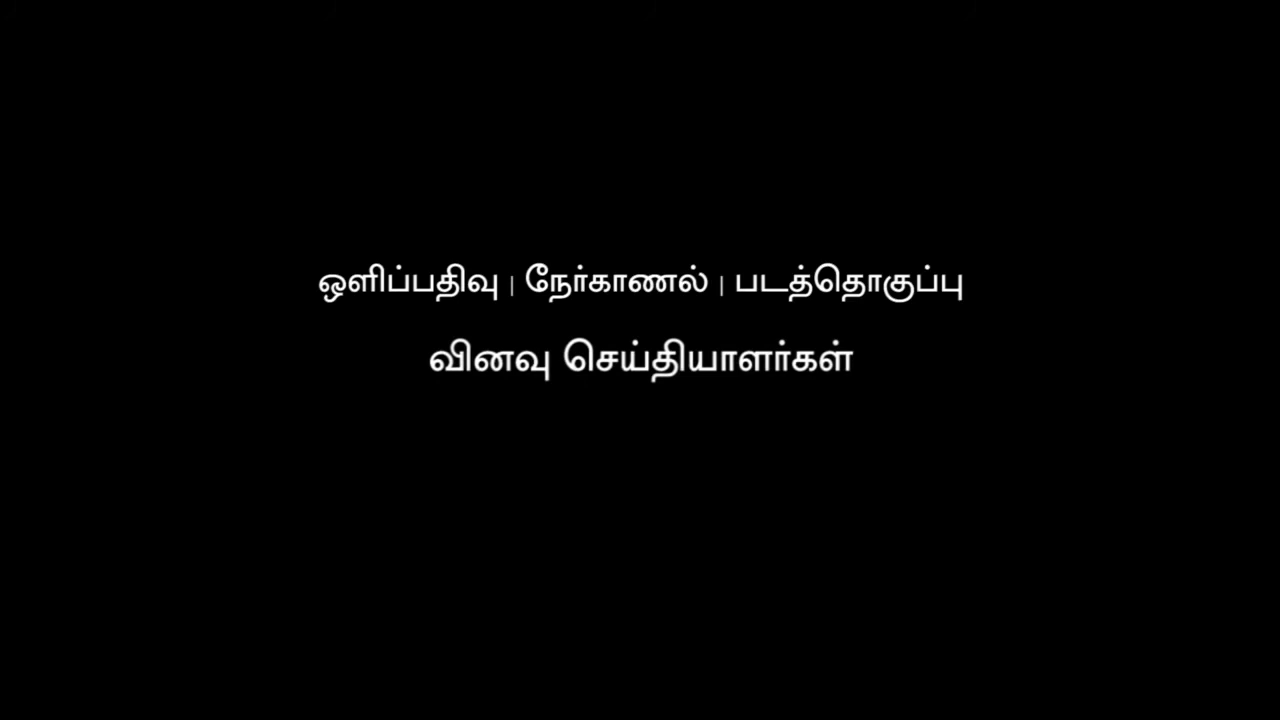 ஒளிப்பதிவு | நேர்காணல் | படத்தொகுப்பு
வினவு செய்தியாளர்கள்